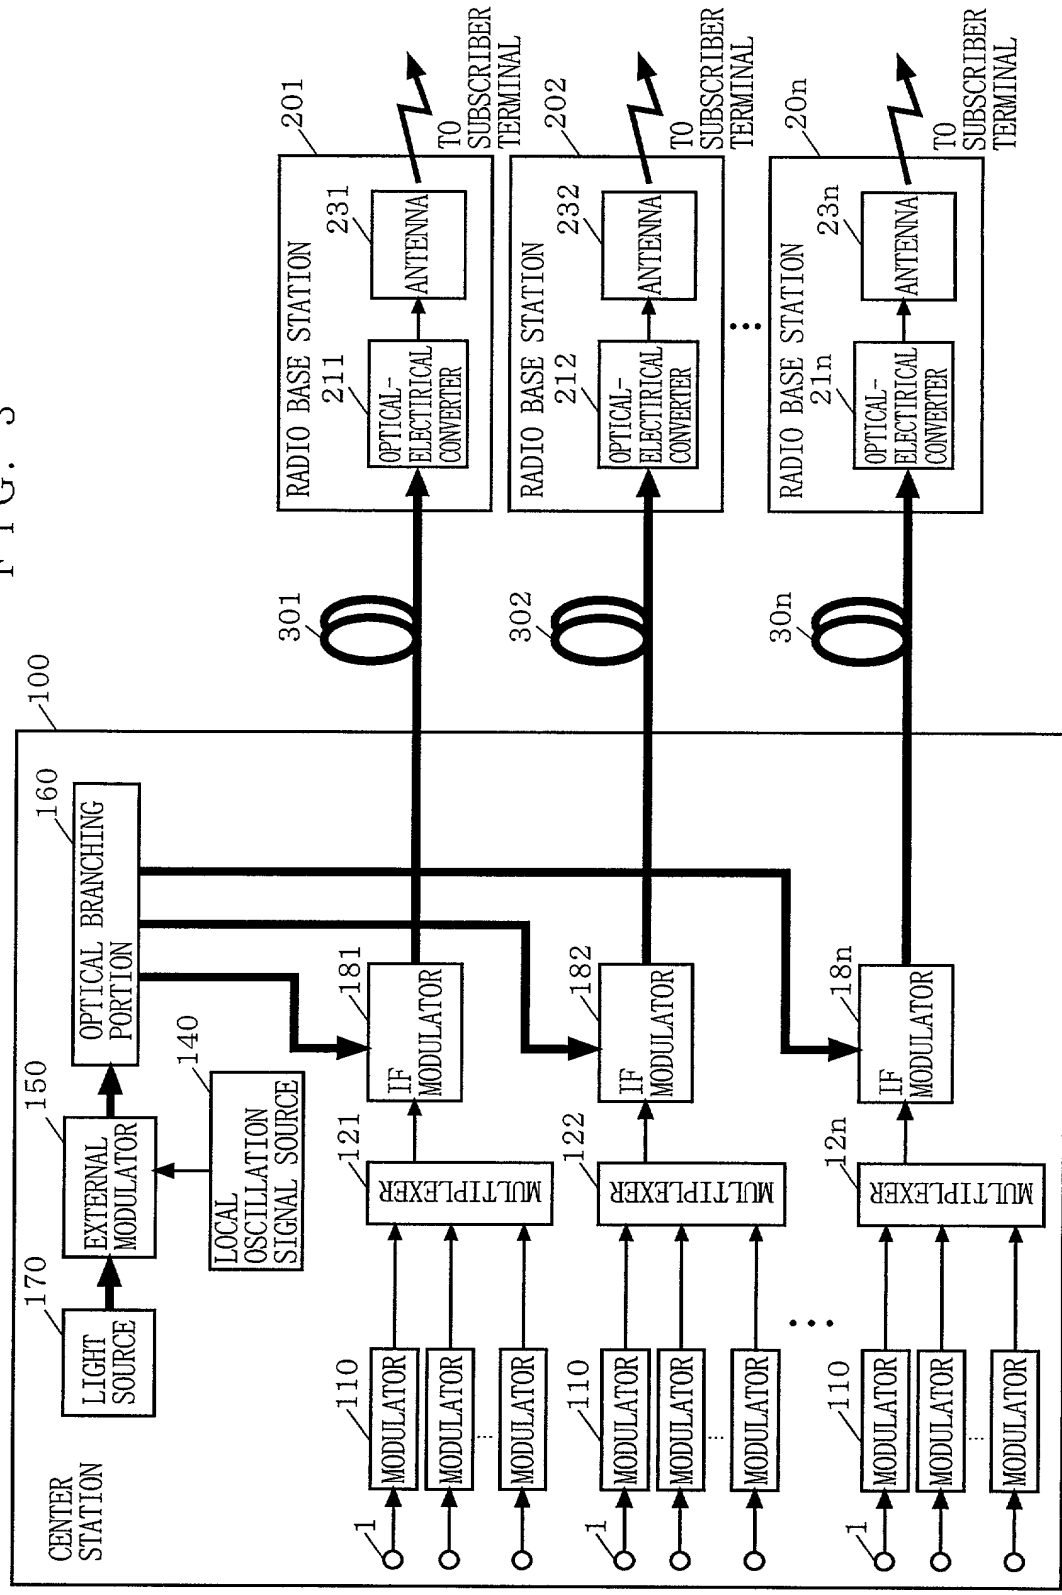 FIG. 3
CENTER
STATION
100
LIGHT
SOURCE
170
EXTERNAL
MODULATOR
150
OPTICAL BRANCHING
PORTION
160
LOCAL
OSCILLATION
SIGNAL SOURCE
140
1
110
MODULATOR
MODULATOR
MODULATOR
121
MULTIPLEXER
IF
MODULATOR
181
301
RADIO BASE STATION
201
211
OPTICAL-
ELECTIRICAL
CONVERTER
231
ANTENNA
TO
SUBSCRIBER
TERMINAL
1
110
MODULATOR
MODULATOR
MODULATOR
122
MULTIPLEXER
IF
MODULATOR
182
302
RADIO BASE STATION
202
212
OPTICAL-
ELECTIRICAL
CONVERTER
232
ANTENNA
TO
SUBSCRIBER
TERMINAL
1
110
MODULATOR
MODULATOR
MODULATOR
12n
MULTIPLEXER
IF
MODULATOR
18n
30n
RADIO BASE STATION
20n
21n
OPTICAL-
ELECTIRICAL
CONVERTER
23n
ANTENNA
TO
SUBSCRIBER
TERMINAL